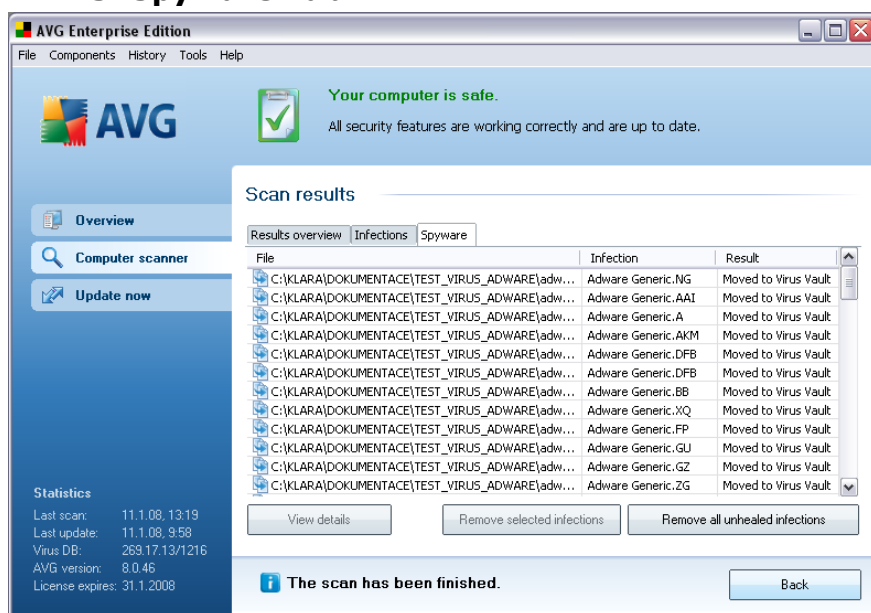 AVG Enterprise Edition
File Components History Tools Help
AVG
Your computer is safe.
All security features are working correctly and are up to date.
Overview
Computer scanner
Update now
Scan results
Results overview Infections Spyware
File Infection Result
C:\KLARA\DOKUMENTACE\TEST_VIRUS_ADWARE\adw... Adware Generic.NG Moved to Virus Vault
C:\KLARA\DOKUMENTACE\TEST_VIRUS_ADWARE\adw... Adware Generic.AAI Moved to Virus Vault
C:\KLARA\DOKUMENTACE\TEST_VIRUS_ADWARE\adw... Adware Generic.A Moved to Virus Vault
C:\KLARA\DOKUMENTACE\TEST_VIRUS_ADWARE\adw... Adware Generic.AKM Moved to Virus Vault
C:\KLARA\DOKUMENTACE\TEST_VIRUS_ADWARE\adw... Adware Generic.DFB Moved to Virus Vault
C:\KLARA\DOKUMENTACE\TEST_VIRUS_ADWARE\adw... Adware Generic.DFB Moved to Virus Vault
C:\KLARA\DOKUMENTACE\TEST_VIRUS_ADWARE\adw... Adware Generic.BB Moved to Virus Vault
C:\KLARA\DOKUMENTACE\TEST_VIRUS_ADWARE\adw... Adware Generic.XQ Moved to Virus Vault
C:\KLARA\DOKUMENTACE\TEST_VIRUS_ADWARE\adw... Adware Generic.FP Moved to Virus Vault
C:\KLARA\DOKUMENTACE\TEST_VIRUS_ADWARE\adw... Adware Generic.GU Moved to Virus Vault
C:\KLARA\DOKUMENTACE\TEST_VIRUS_ADWARE\adw... Adware Generic.GZ Moved to Virus Vault
C:\KLARA\DOKUMENTACE\TEST_VIRUS_ADWARE\adw... Adware Generic.ZG Moved to Virus Vault
View details Remove selected infections Remove all unhealed infections
Statistics
Last scan: 11.1.08, 13:19
Last update: 11.1.08, 9:58
Virus DB: 269.17.13/1216
AVG version: 8.0.46
License expires: 31.1.2008
The scan has been finished.
Back